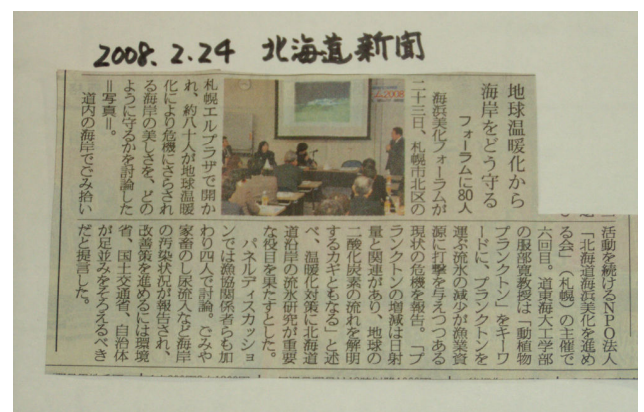 2008.2.24 北海道新聞
地球温暖化から
海岸をどう守る
フォーラムに80人
海浜美化フォーラムが
二十三日、札幌市北区の
札幌エルプラザで開か
れ、約八十人が地球温暖
化により危機にさらされ
る海岸の美しさを、どの
ように守るかを討論した
＝写真＝。
道内の海岸でごみ拾い
活動を続けるNPO法人
「北海道海浜美化を進め
る会」（札幌）の主催で
六回目。道東海大工学部
の服部寛教授は「動植物
プランクトン」をキーワ
ードに、プランクトンを
運ぶ流氷の減少が漁業資
源に打撃を与えつつある
現状の危機を報告。「プ
ランクトンの増減は日射
量と関連があり、地球の
二酸化炭素の流れを解明
するカギともなる」と述
べ、温暖化対策に北海
道沿岸の流氷研究が重要
な役目を果たすとした。
パネルディスカッショ
ンでは漁協関係者らも加
わり四人で討論。ごみや
家畜のし尿流入など海岸
の汚染状況が報告され、
改善策を進めるには環境
省、国土交通省、自治体
が足並みをそろえるべき
だと提言した。